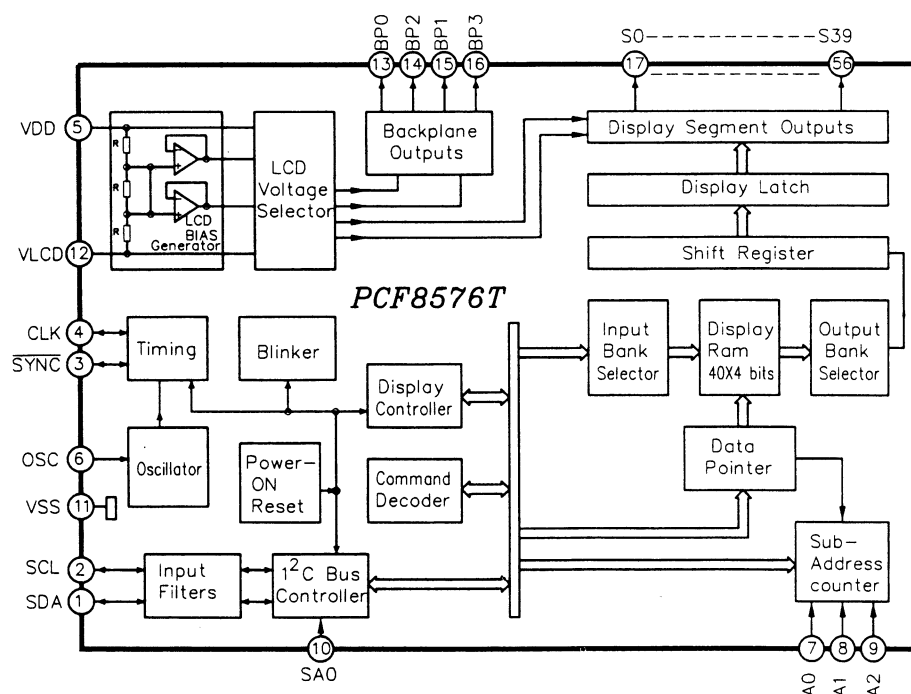 BP0 BP2 BP1 BP3
S0 S39
13 14 15 16 17 56
VDD 5
R
R
R
LCD
BIAS
Generator
LCD
Voltage
Selector
Backplane
Outputs
Display Segment Outputs
Display Latch
Shift Register
VLCD 12
PCF8576T
CLK 4
SYNC 3
Timing
Blinker
Display
Controller
Input
Bank
Selector
Display
Ram
40X4 bits
Output
Bank
Selector
OSC 6
Oscillator
VSS 11
Power-
ON
Reset
Command
Decoder
Data
Pointer
SCL 2
SDA 1
Input
Filters
I²C Bus
Controller
Sub-
Address
counter
10
SA0
7 8 9
A0 A1 A2